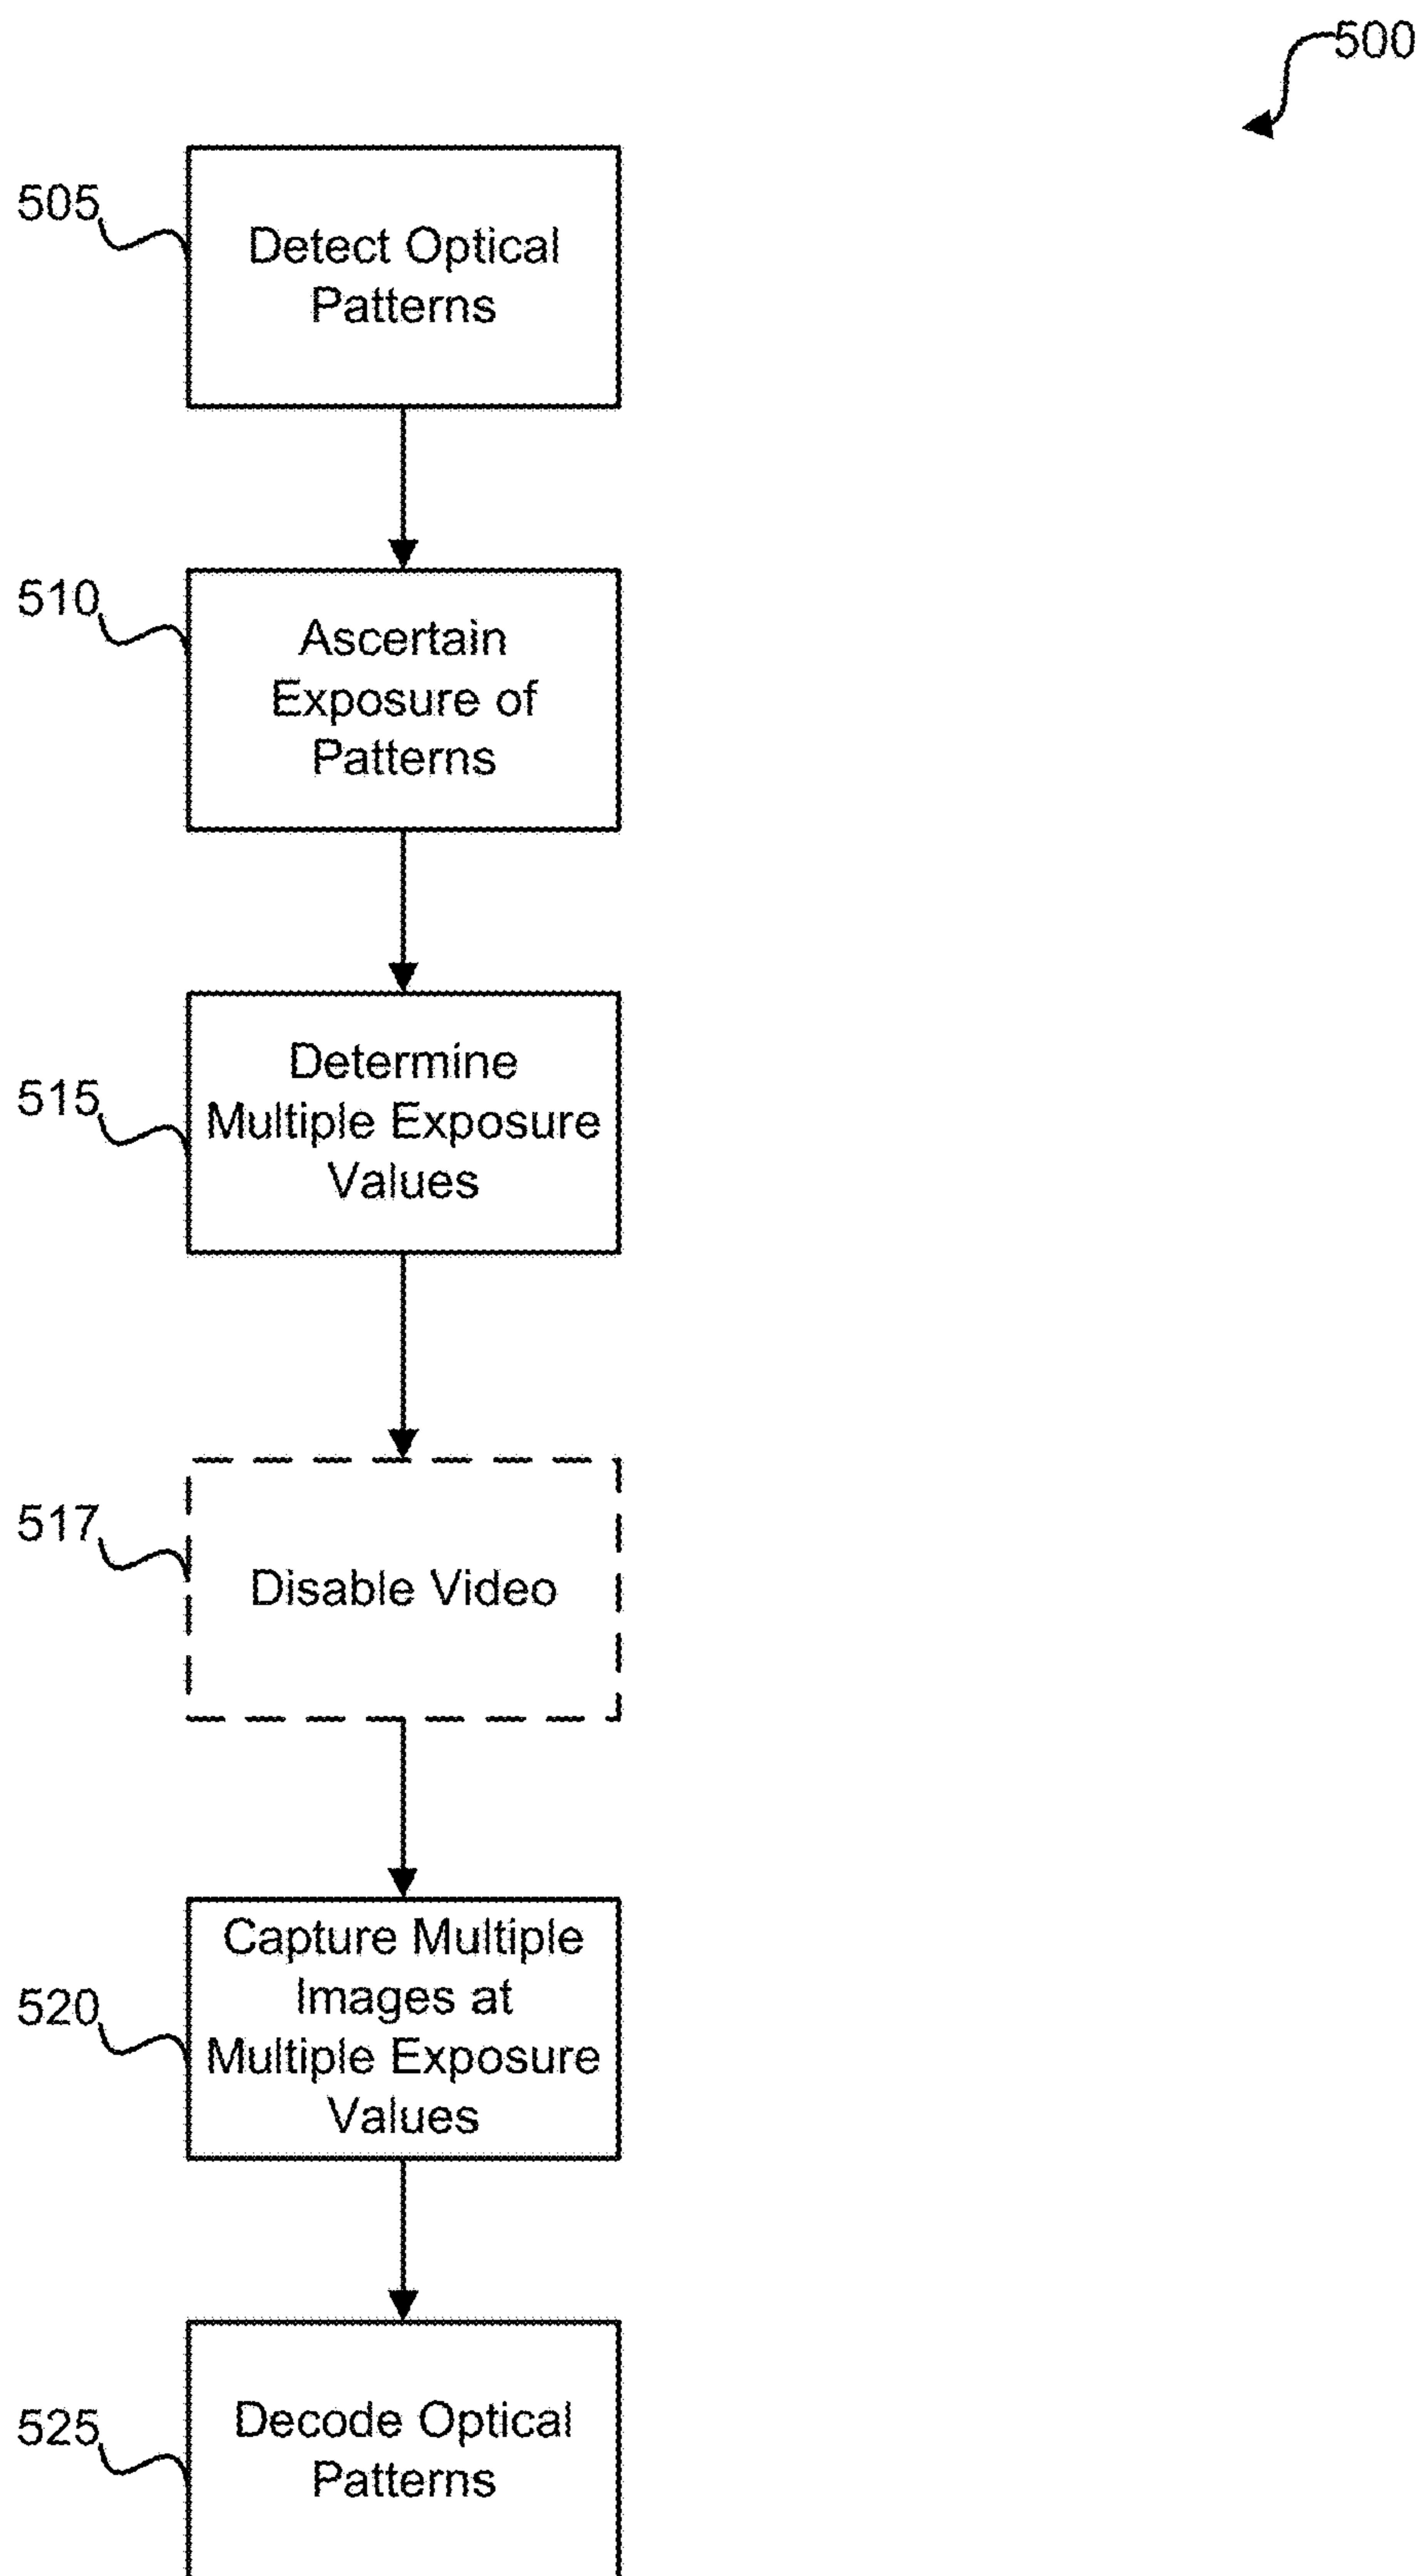 500
505
Detect Optical
Patterns
510
Ascertain
Exposure of
Patterns
515
Determine
Multiple Exposure
Values
517
Disable Video
520
Capture Multiple
Images at
Multiple Exposure
Values
525
Decode Optical
Patterns